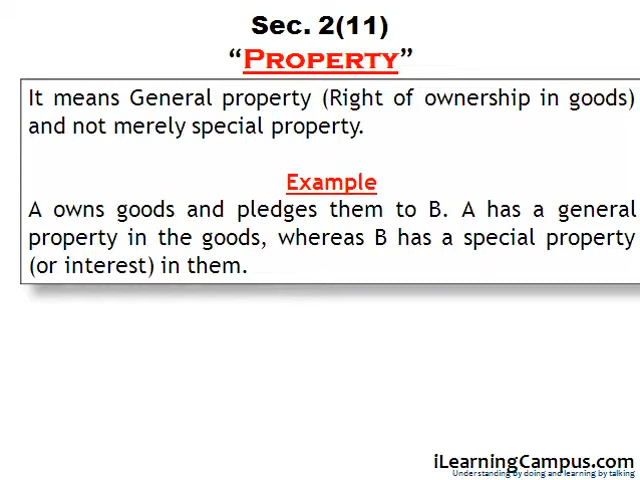 Sec. 2(11)
“PROPERTY”
It means General property (Right of ownership in goods)
and not merely special property.
Example
A owns goods and pledges them to B. A has a general
property in the goods, whereas B has a special property
(or interest) in them.
iLearningCampus.com
Understanding by doing and learning by talking